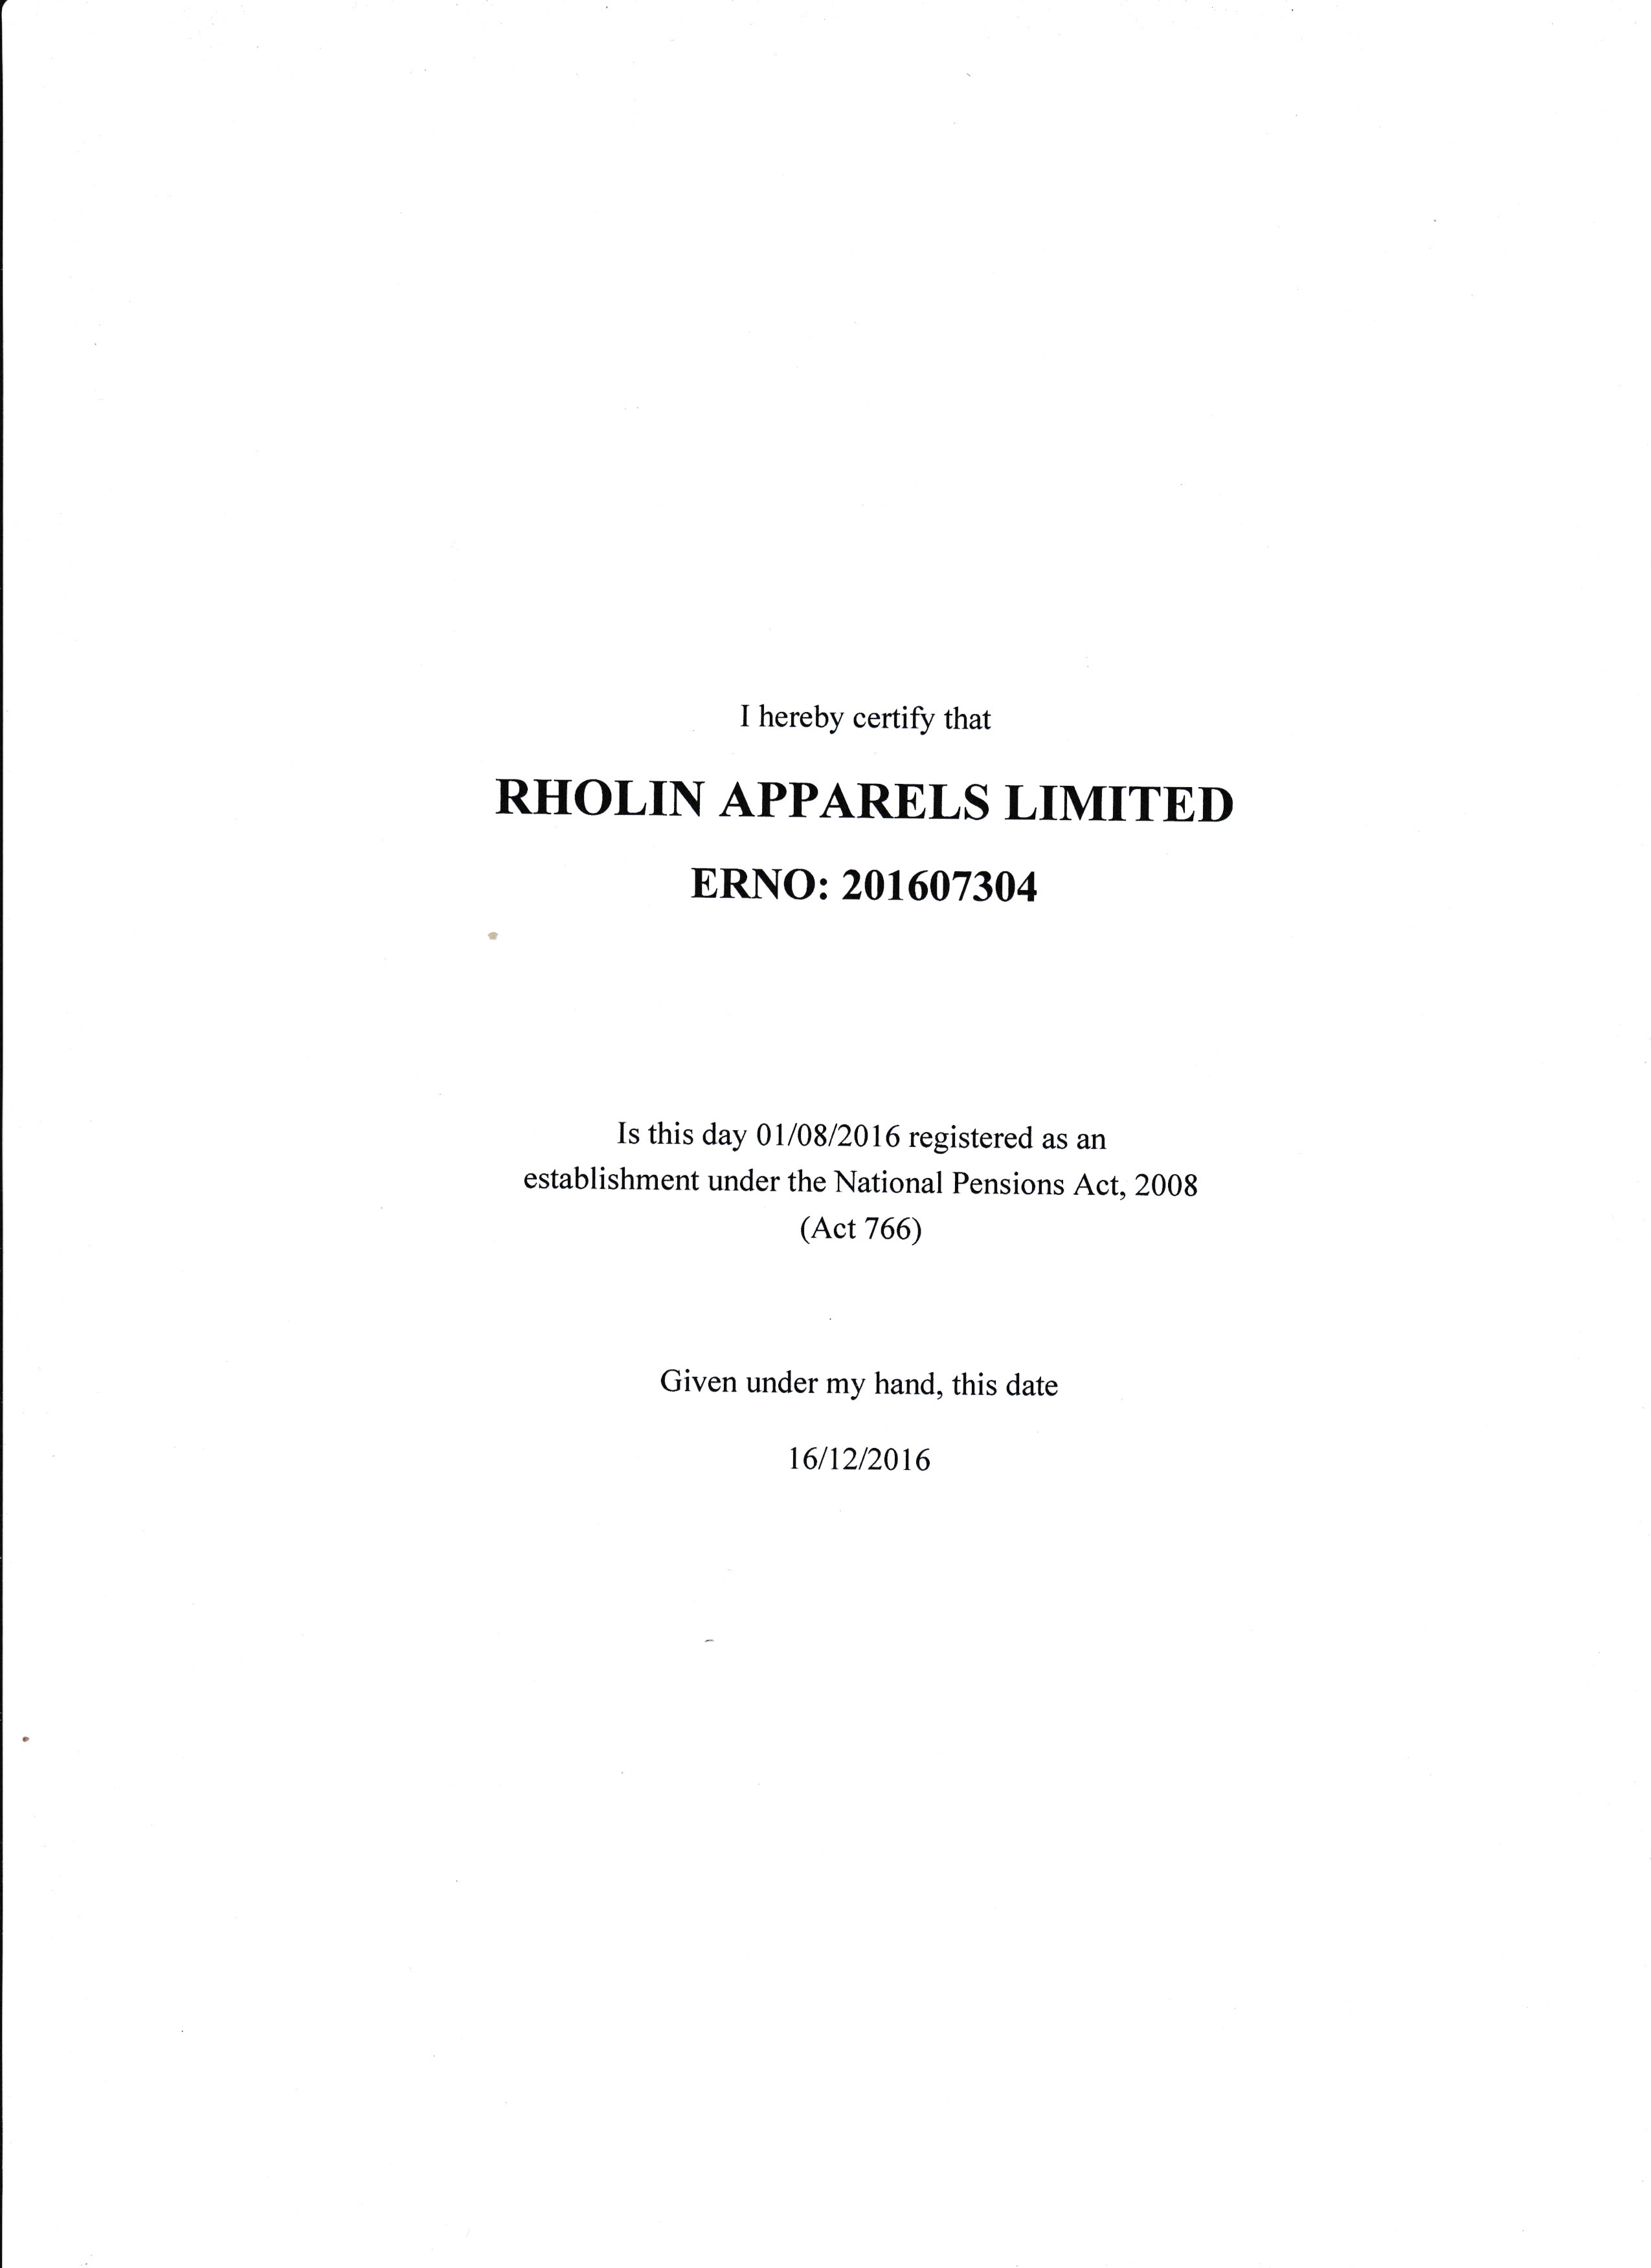 I hereby certify that
RHOLIN APPARELS LIMITED
ERNO: 201607304
Is this day 01/08/2016 registered as an
establishment under the National Pensions Act, 2008
(Act 766)
Given under my hand, this date
16/12/2016